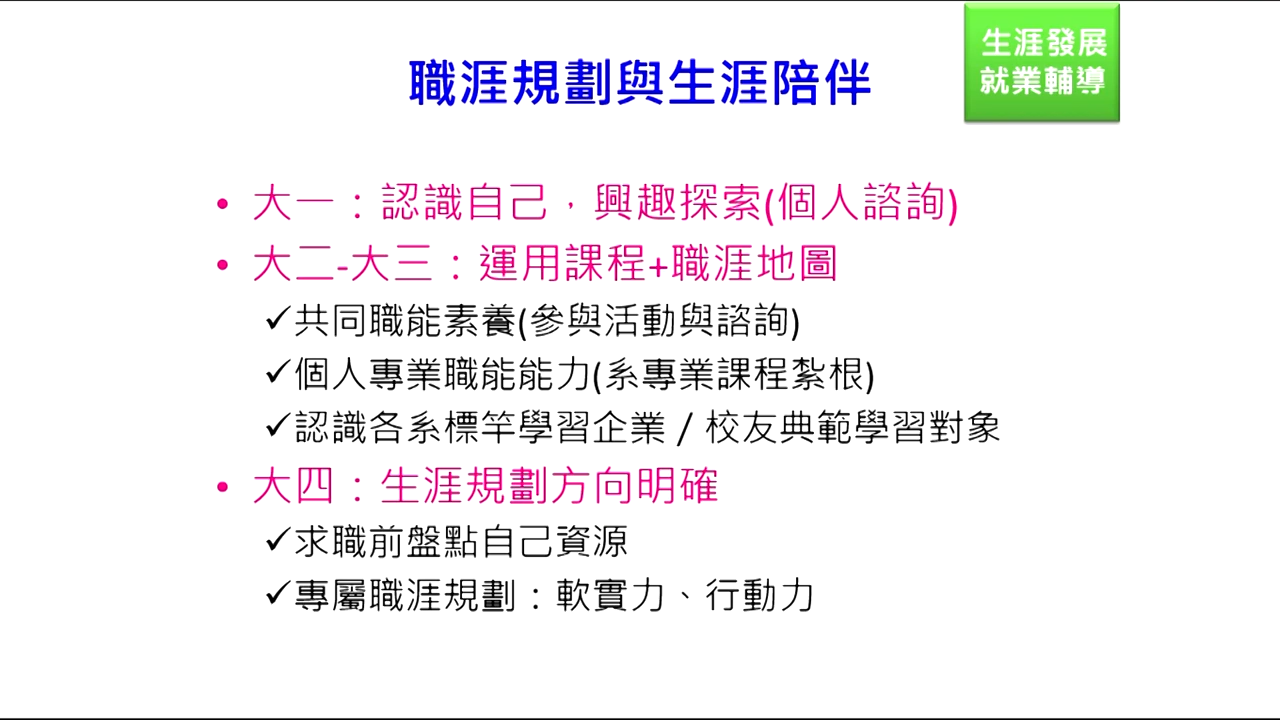 生涯發展
就業輔導
職涯規劃與生涯陪伴
• 大一：認識自己，興趣探索(個人諮詢)
• 大二-大三：運用課程+職涯地圖
✓共同職能素養(參與活動與諮詢)
✓個人專業職能能力(系專業課程紮根)
✓認識各系標竿學習企業 / 校友典範學習對象
• 大四：生涯規劃方向明確
✓求職前盤點自己資源
✓專屬職涯規劃：軟實力、行動力